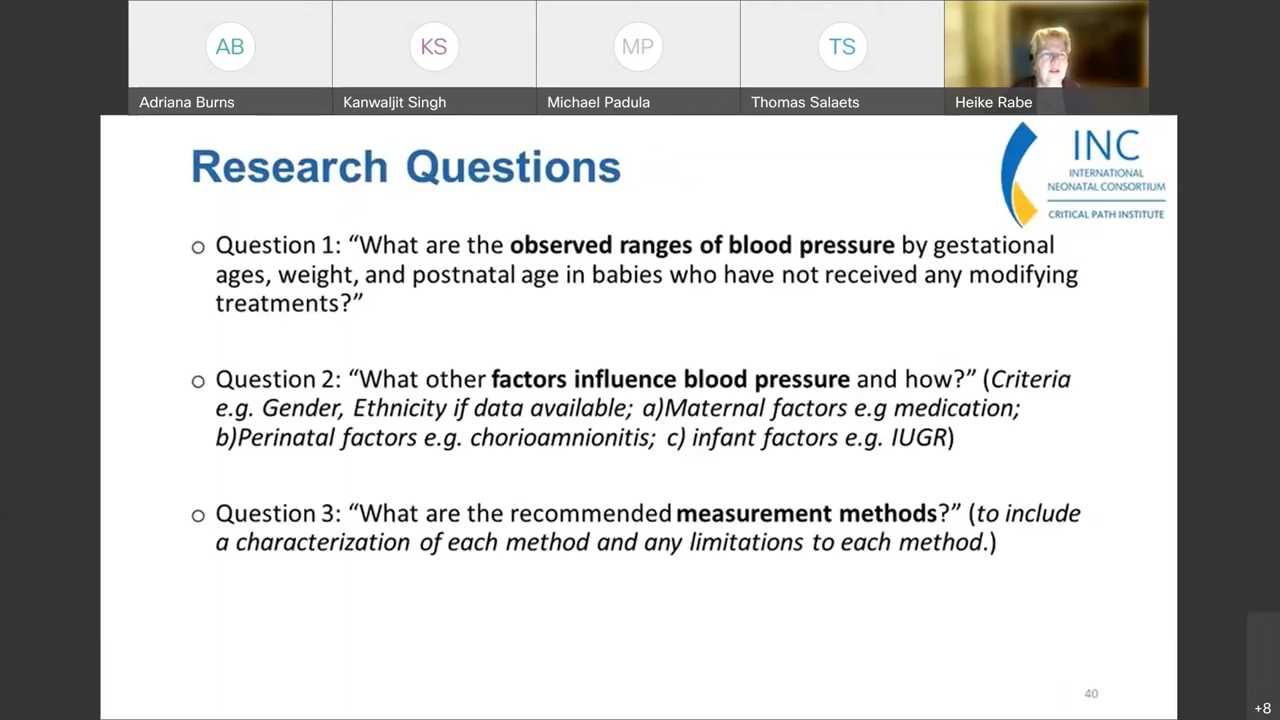 AB
KS
MP
TS
Adriana Burns
Kanwaljit Singh
Michael Padula
Thomas Salaets
Heike Rabe
Research Questions
INC
INTERNATIONAL
NEONATAL CONSORTIUM
CRITICAL PATH INSTITUTE
○ Question 1: “What are the observed ranges of blood pressure by gestational
ages, weight, and postnatal age in babies who have not received any modifying
treatments?”
○ Question 2: “What other factors influence blood pressure and how?” (Criteria
e.g. Gender, Ethnicity if data available; a)Maternal factors e.g medication;
b)Perinatal factors e.g. chorioamnionitis; c) infant factors e.g. IUGR)
○ Question 3: “What are the recommended measurement methods?” (to include
a characterization of each method and any limitations to each method.)
40
+8